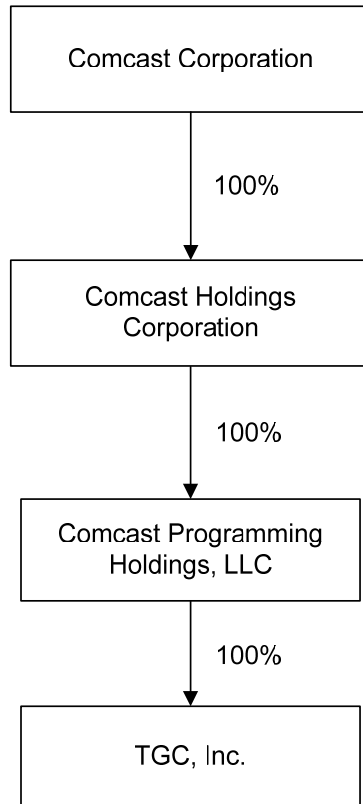 Comcast Corporation
100%
Comcast Holdings
Corporation
100%
Comcast Programming
Holdings, LLC
100%
TGC, Inc.